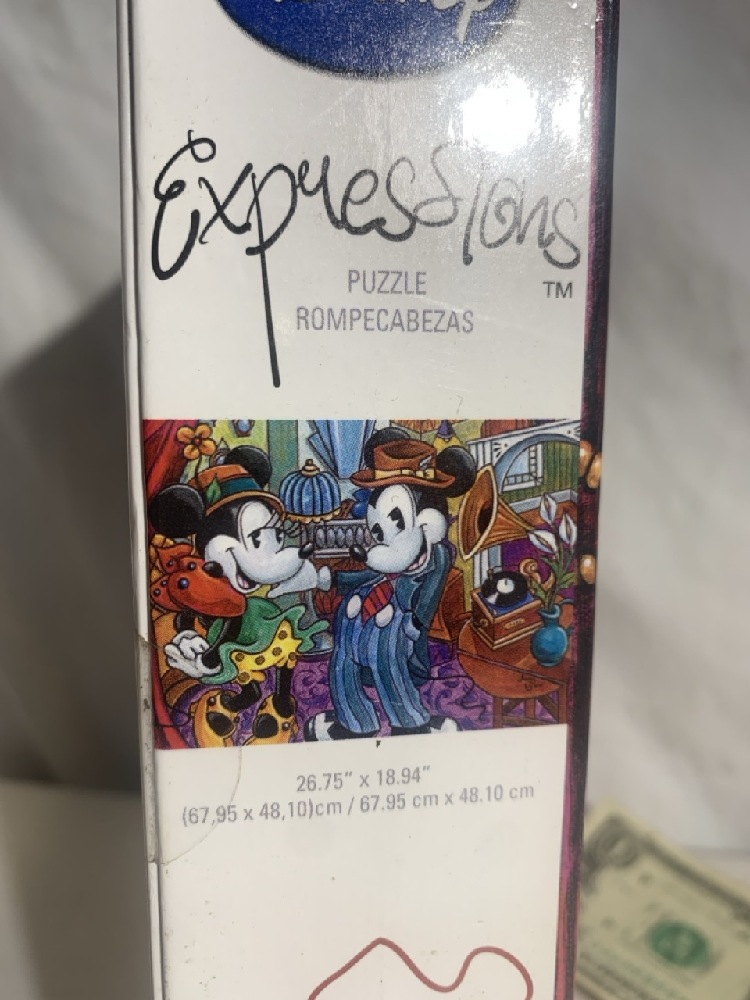 Expressions
TM
PUZZLE
ROMPECABEZAS
26.75" x 18.94"
(67,95 x 48,10)cm / 67.95 cm x 48.10 cm